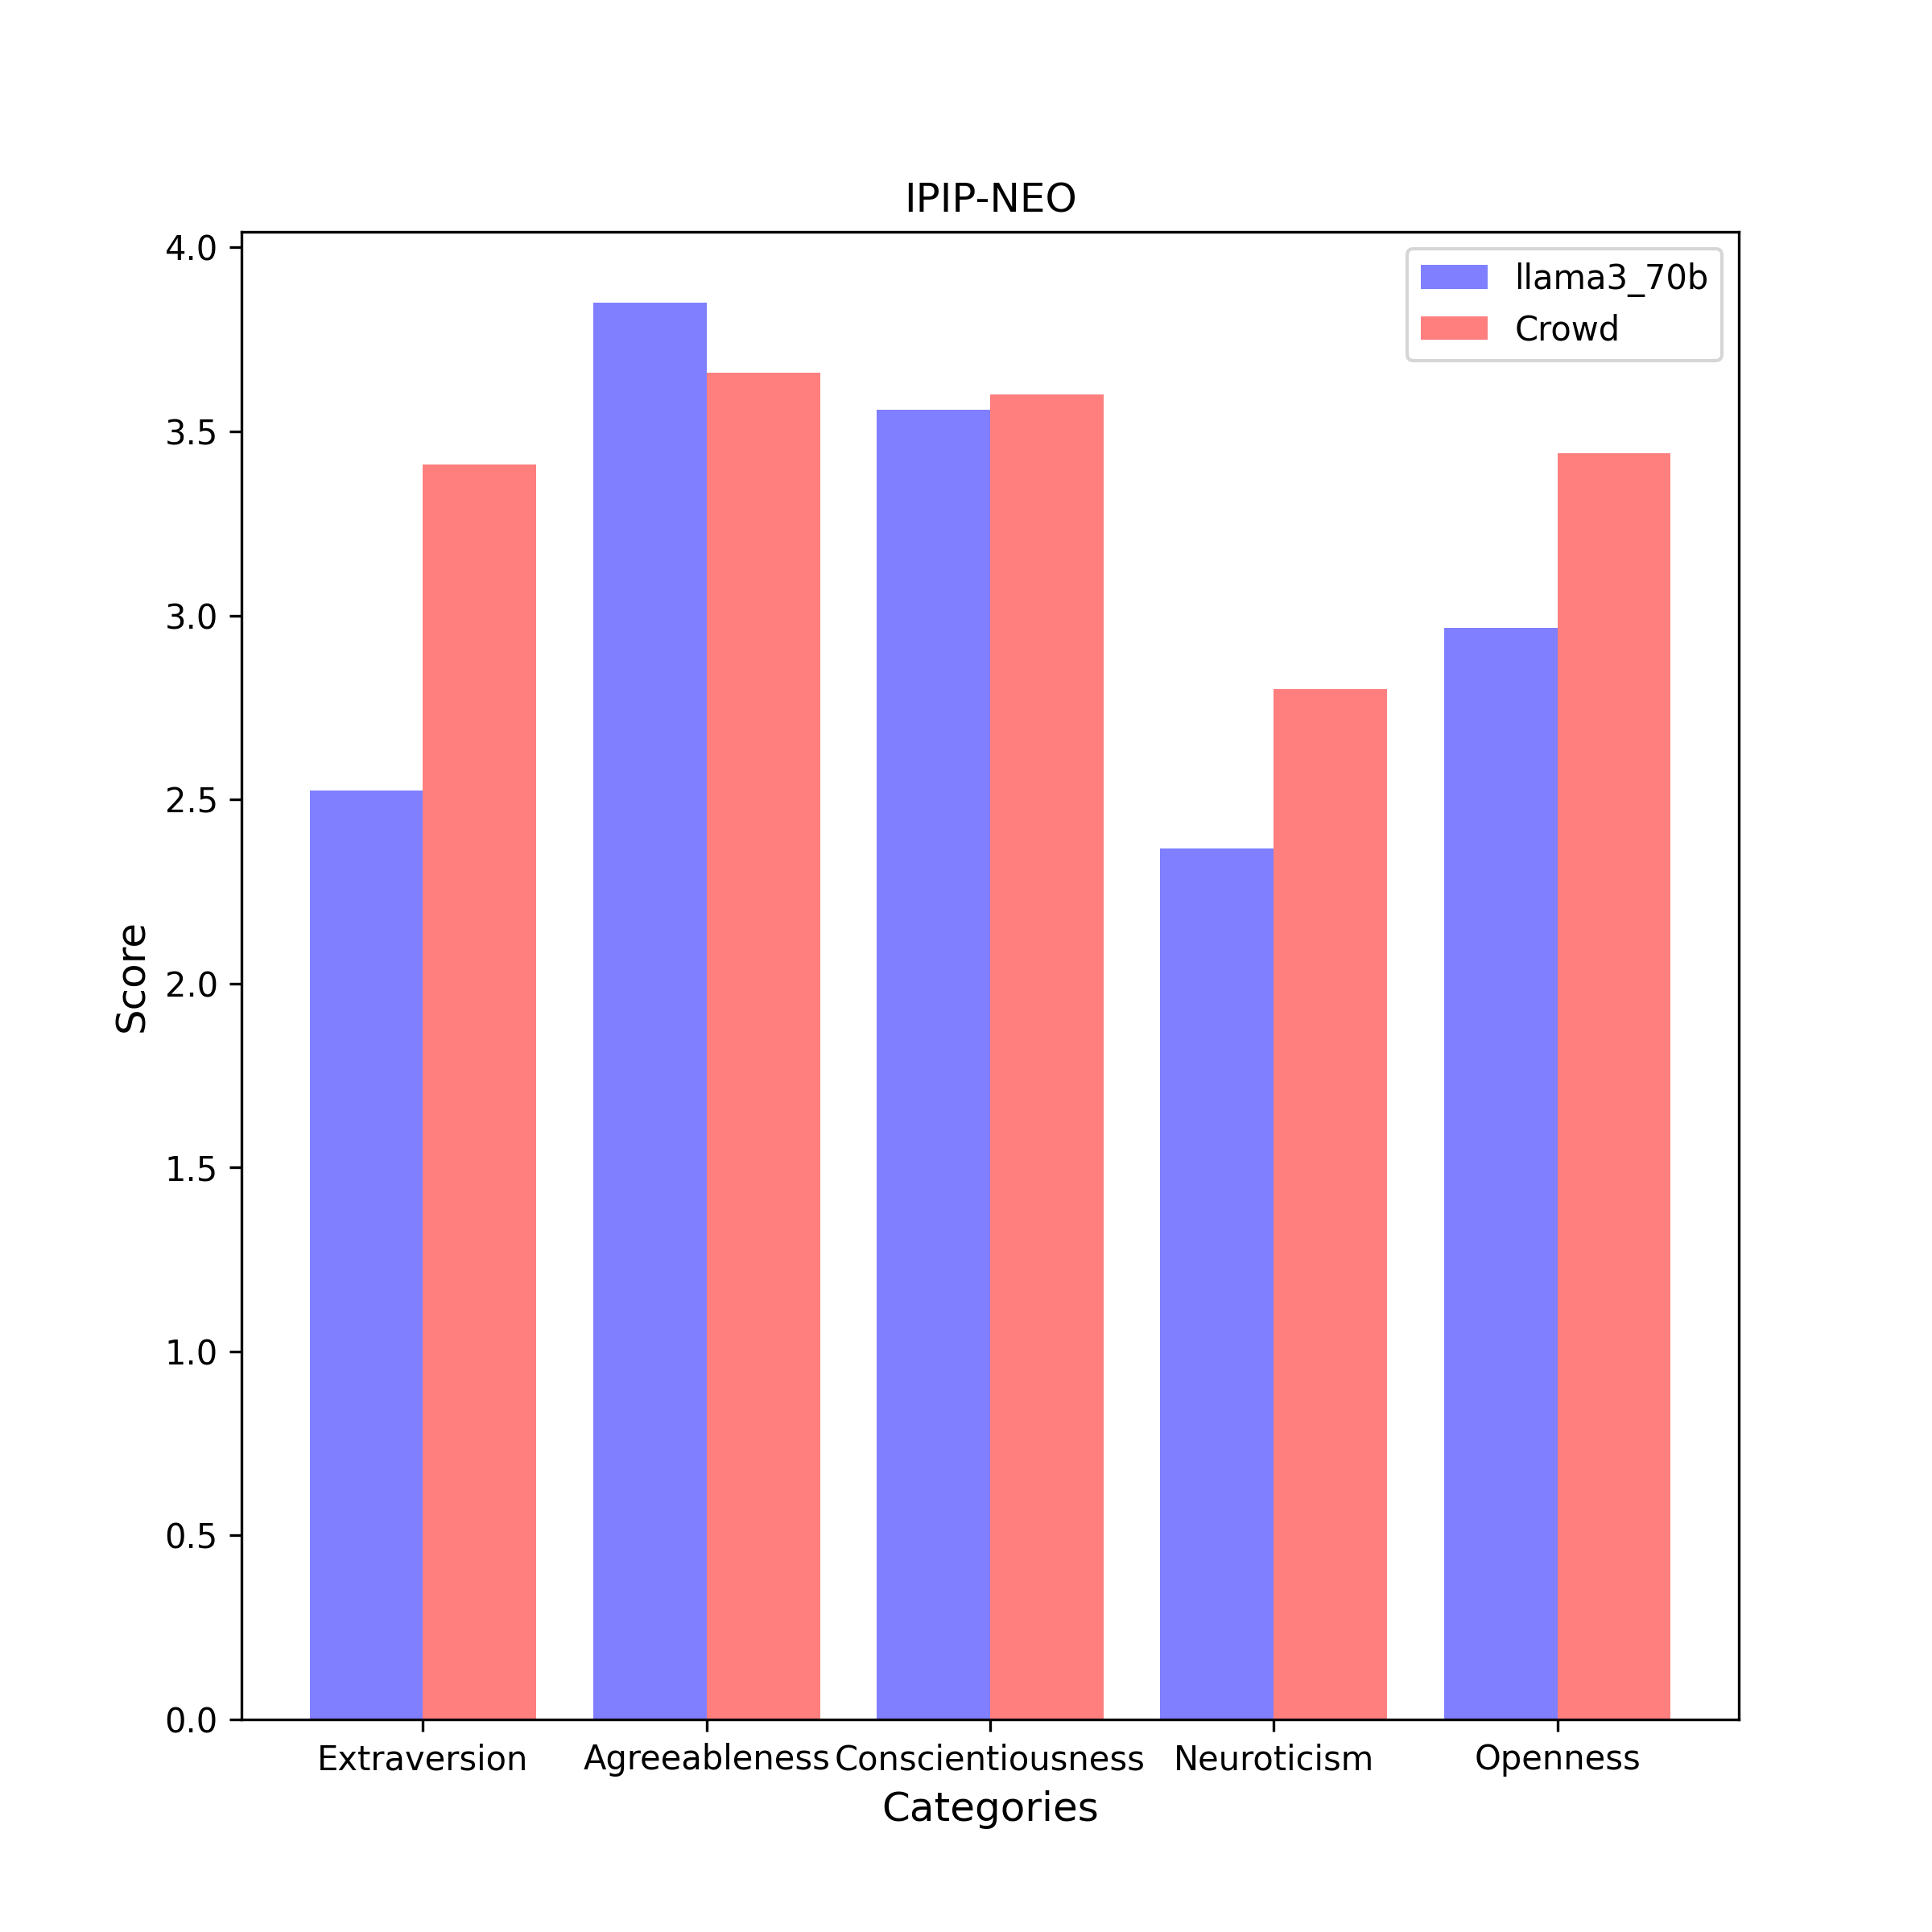 IPIP-NEO
llama3_70b
Crowd
4.0
3.5
3.0
2.5
2.0
1.5
1.0
0.5
0.0
Score
Extraversion Agreeableness Conscientiousness Neuroticism Openness
Categories